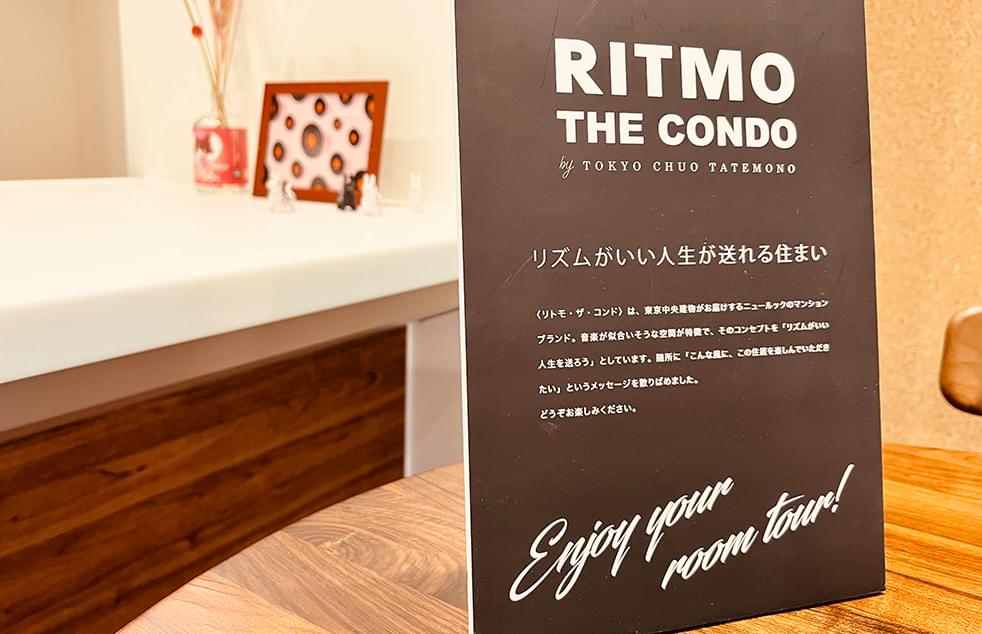 RITMO
THE CONDO
by TOKYO CHUO TATEMONO
リズムがいい人生が送れる住まい
〈リトモ・ザ・コンド〉は、東京中央建物がお届けするニュールックのマンション
ブランド。音楽が似合いそうな空間が特徴で、そのコンセプトを「リズムがいい
人生を送ろう」としています。随所に「こんな風に、この住居を楽しんでいただき
たい」というメッセージを散りばめました。
どうぞお楽しみください。
Enjoy your
room tour!